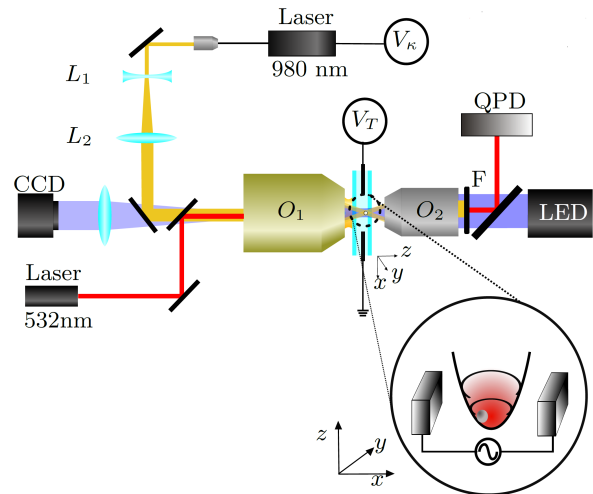 Laser
V_κ
980 nm
L_1
L_2
V_T
QPD
CCD
F
O_1
O_2
LED
z
y
x
Laser
532nm
z
y
x